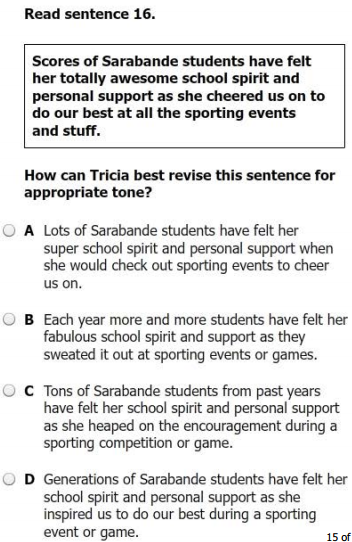 Read sentence 16.
Scores of Sarabande students have felt
her totally awesome school spirit and
personal support as she cheered us on to
do our best at all the sporting events
and stuff.
How can Tricia best revise this sentence for
appropriate tone?
A Lots of Sarabande students have felt her
super school spirit and personal support when
she would check out sporting events to cheer
us on.
B Each year more and more students have felt her
fabulous school spirit and support as they
sweated it out at sporting events or games.
C Tons of Sarabande students from past years
have felt her school spirit and personal support
as she heaped on the encouragement during a
sporting competition or game.
D Generations of Sarabande students have felt her
school spirit and personal support as she
inspired us to do our best during a sporting
event or game.
15 of